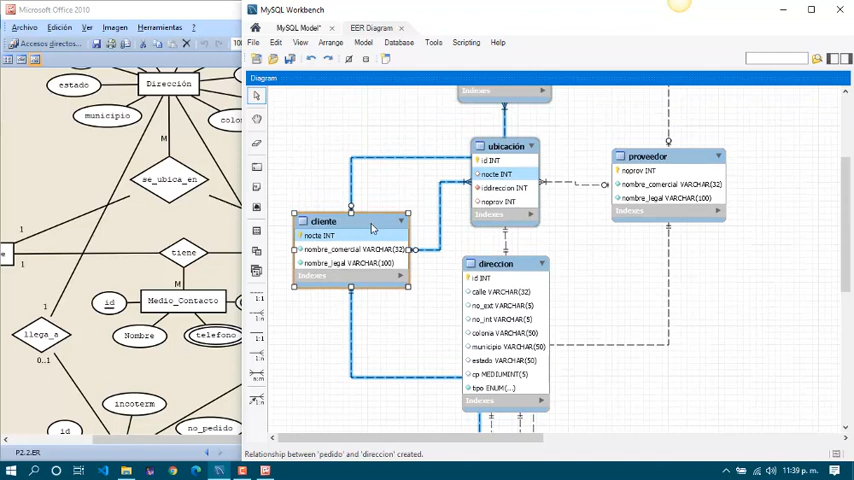 Microsoft Office 2010
Archivo Edición Ver Imagen Herramientas
Accesos directos...
estado
Dirección
municipio
M
se_ubica_en
1
1
tiene
M
id
Medio_Contacto
1
Nombre
telefono
llega_a
0..1
incoterm
id
no_pedido
P2.2.ER
MySQL Workbench
MySQL Model* ×
EER Diagram ×
File Edit View Arrange Model Database Tools Scripting Help
Diagram
Indexes
ubicación
id INT
nocte INT
iddireccion INT
noprov INT
Indexes
proveedor
noprov INT
nombre_comercial VARCHAR(32)
nombre_legal VARCHAR(100)
Indexes
cliente
nocte INT
nombre_comercial VARCHAR(32)
nombre_legal VARCHAR(100)
Indexes
direccion
id INT
calle VARCHAR(32)
no_ext VARCHAR(5)
no_int VARCHAR(5)
colonia VARCHAR(50)
municipio VARCHAR(50)
estado VARCHAR(50)
cp MEDIUMINT(5)
tipo ENUM(...)
Indexes
1:1
1:n
1:1
1:n
n:m
Relationship between 'pedido' and 'direccion' created.
11:39 p. m.